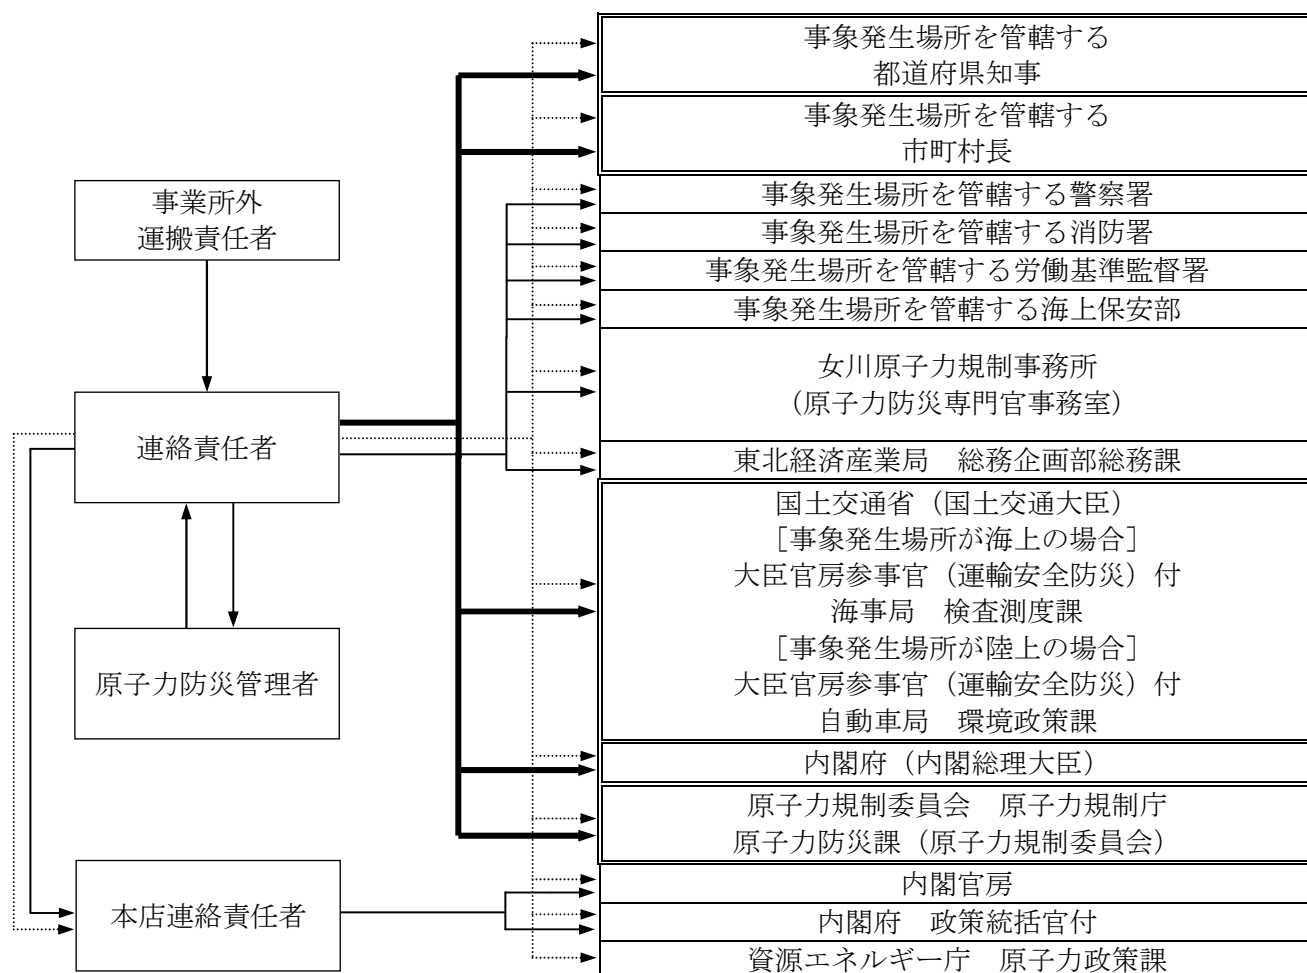 事業所外
運搬責任者
連絡責任者
原子力防災管理者
本店連絡責任者
事象発生場所を管轄する
都道府県知事
事象発生場所を管轄する
市町村長
事象発生場所を管轄する警察署
事象発生場所を管轄する消防署
事象発生場所を管轄する労働基準監督署
事象発生場所を管轄する海上保安部
女川原子力規制事務所
（原子力防災専門官事務室）
東北経済産業局　総務企画部総務課
国土交通省（国土交通大臣）
［事象発生場所が海上の場合］
大臣官房参事官（運輸安全防災）付
海事局　検査測度課
［事象発生場所が陸上の場合］
大臣官房参事官（運輸安全防災）付
自動車局　環境政策課
内閣府（内閣総理大臣）
原子力規制委員会　原子力規制庁
原子力防災課（原子力規制委員会）
内閣官房
内閣府　政策統括官付
資源エネルギー庁　原子力政策課